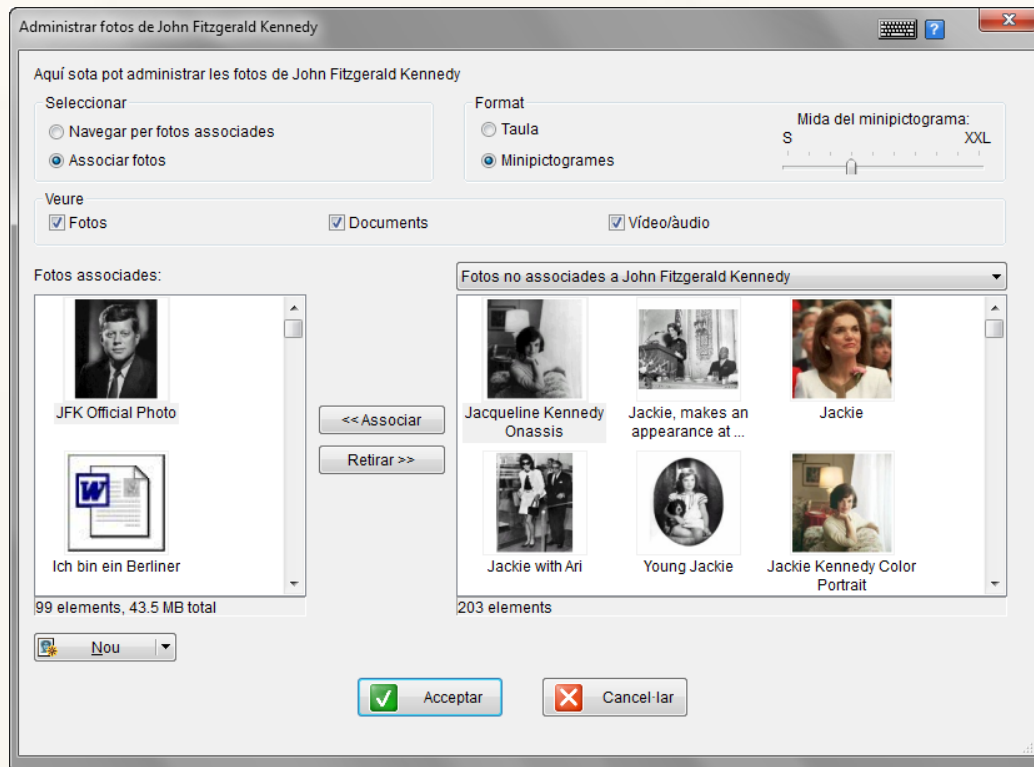 Administrar fotos de John Fitzgerald Kennedy
Aquí sota pot administrar les fotos de John Fitzgerald Kennedy
Seleccionar
Navegar per fotos associades
Associar fotos
Format
Taula
Minipictogrames
Mida del minipictograma:
S XXL
Veure
Fotos Documents Vídeo/àudio
Fotos associades:
Fotos no associades a John Fitzgerald Kennedy
JFK Official Photo
W
Ich bin ein Berliner
99 elements, 43.5 MB total
<< Associar
Retirar >>
Jacqueline Kennedy
Onassis
Jackie, makes an
appearance at ...
Jackie
Jackie with Ari
Young Jackie
Jackie Kennedy Color
Portrait
203 elements
Nou
Acceptar
Cancel·lar